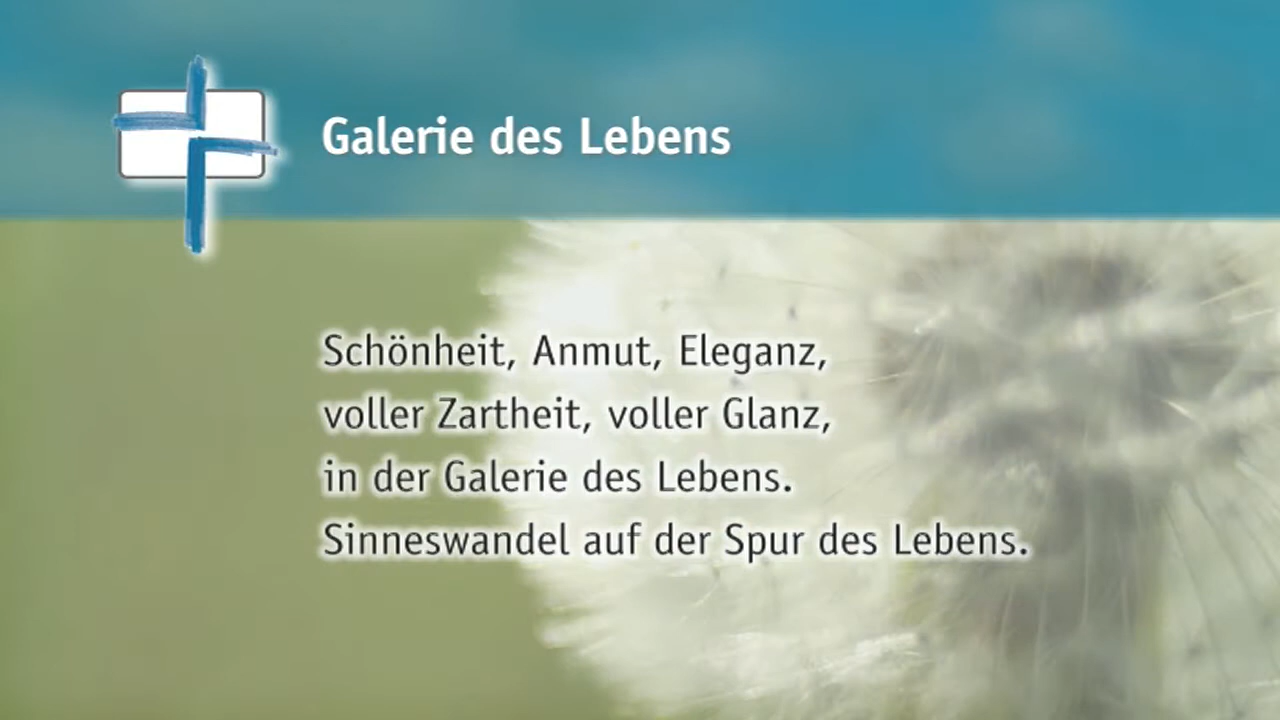 Galerie des Lebens
Schönheit, Anmut, Eleganz,
voller Zartheit, voller Glanz,
in der Galerie des Lebens.
Sinneswandel auf der Spur des Lebens.